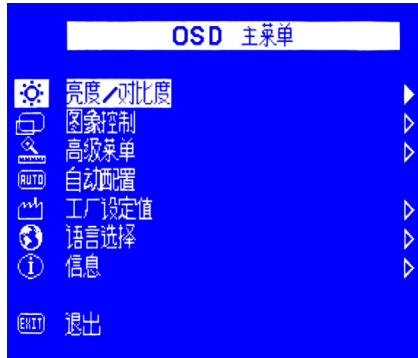 OSD 主菜单
亮度/对比度
图象控制
高级菜单
AUTO 自动配置
工厂设定值
语言选择
信息
EXIT 退出